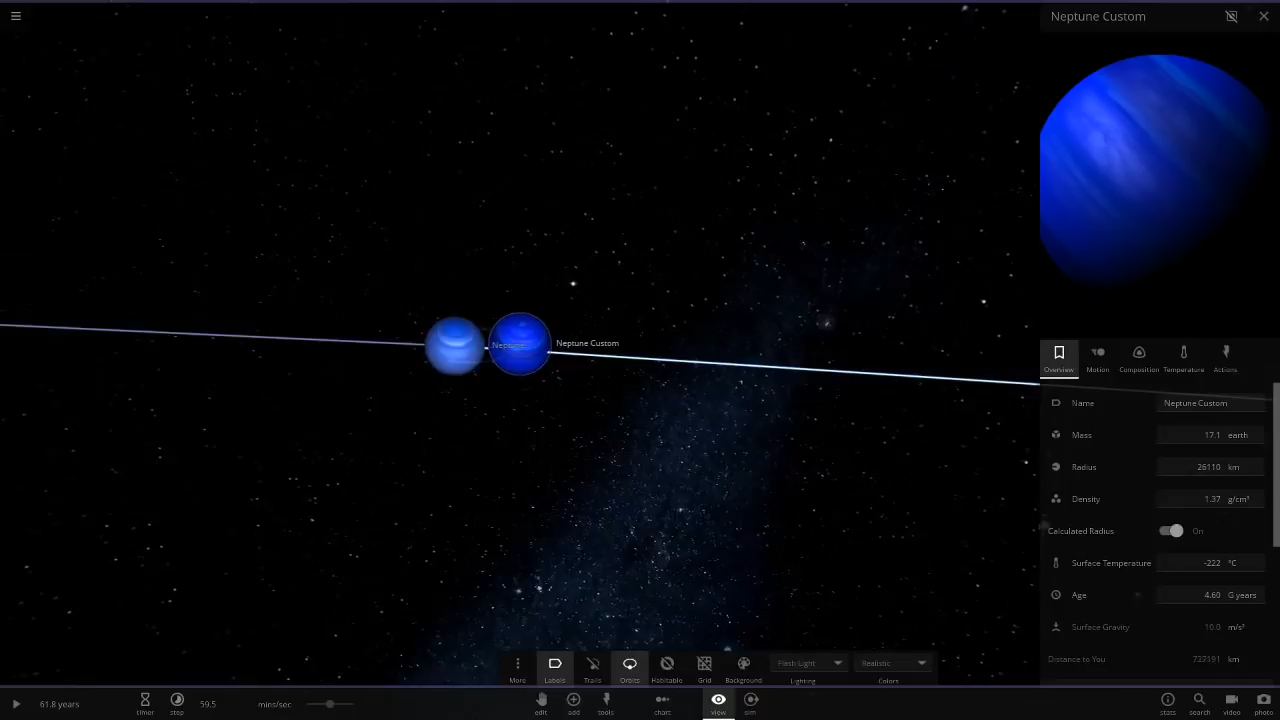 Neptune Custom
Neptune
Neptune Custom
Overview Motion Composition Temperature Actions
Name Neptune Custom
Mass 17.1 earth
Radius 26110 km
Density 1.37 g/cm³
Calculated Radius On
Surface Temperature -222 °C
Age 4.60 G years
Surface Gravity 10.0 m/s²
Distance to You 727191 km
More Labels Trails Orbits Habitable Grid Background Flash Light Lighting Realistic Colors
61.8 years timer step 59.5 mins/sec edit add tools chart view sim stats search video photo